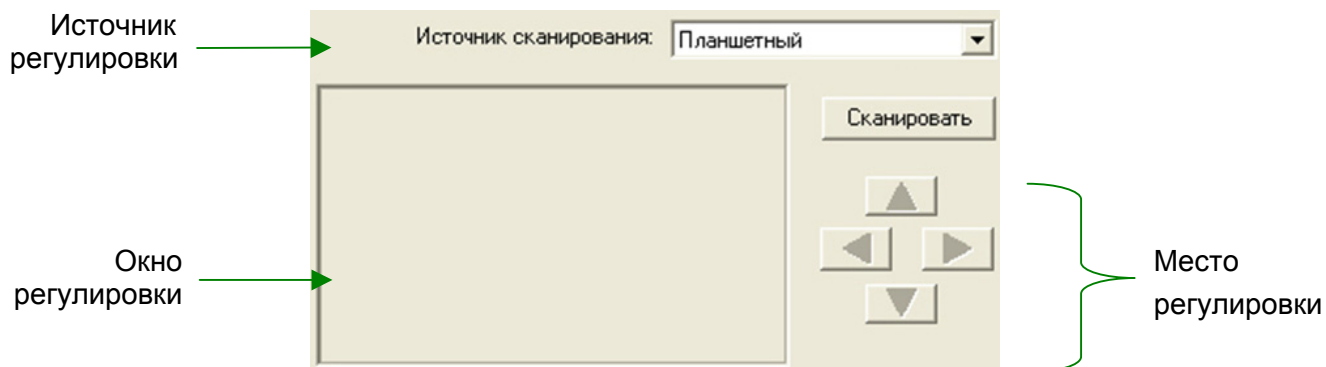 Источник
регулировки
Источник сканирования: Планшетный
Сканировать
Окно
регулировки
Место
регулировки